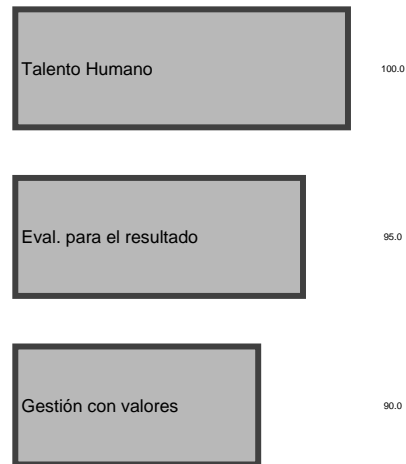 Talento Humano 100.0
Eval. para el resultado 95.0
Gestión con valores 90.0